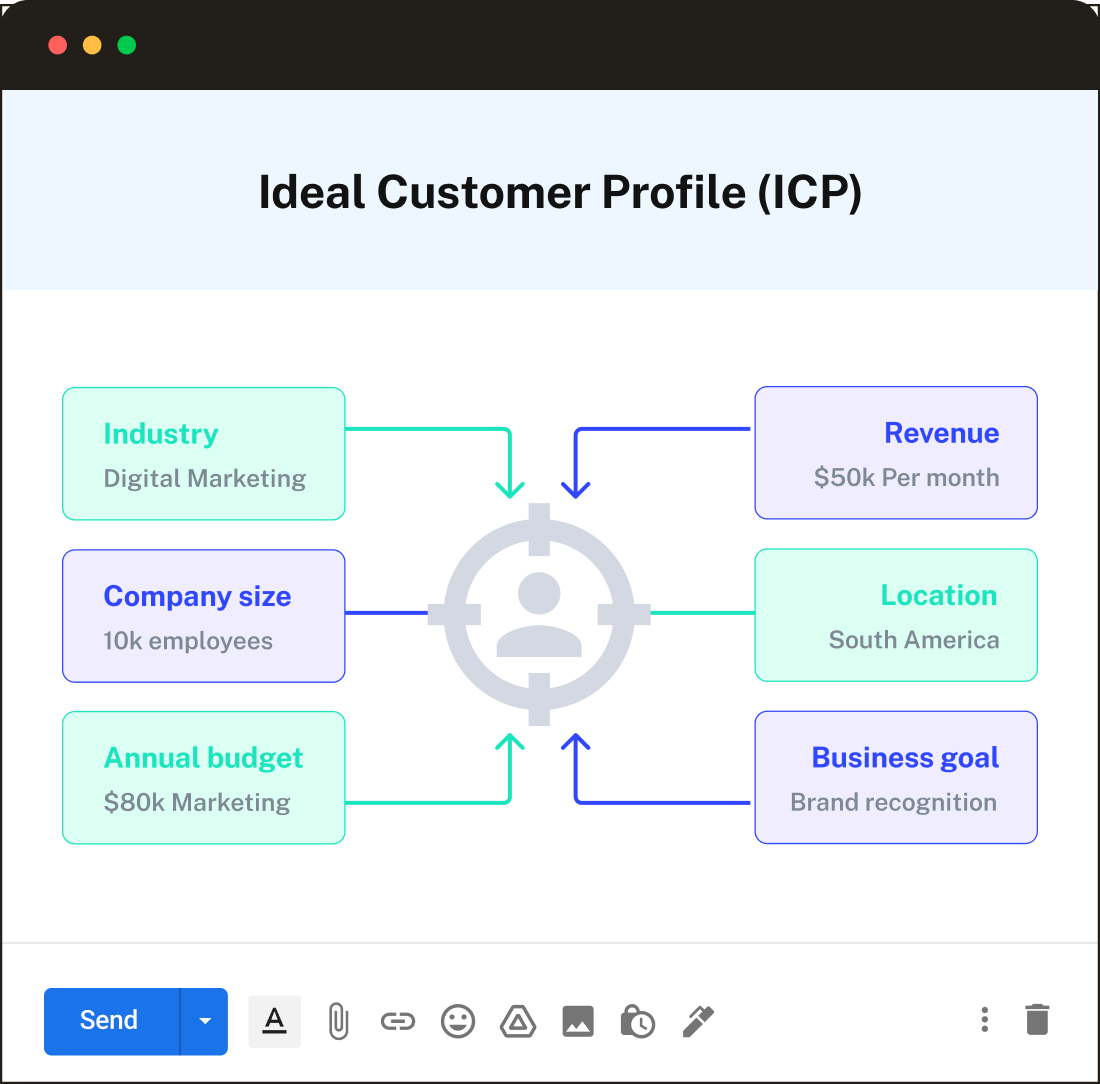 Ideal Customer Profile (ICP)
Industry
Digital Marketing
Revenue
$50k Per month
Company size
10k employees
Location
South America
Annual budget
$80k Marketing
Business goal
Brand recognition
Send
A